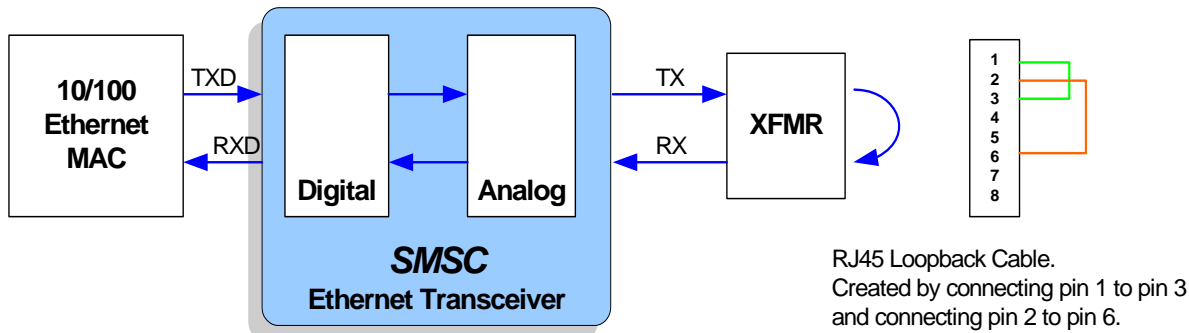 10/100
Ethernet
MAC
TXD
RXD
Digital
Analog
SMSC
Ethernet Transceiver
TX
RX
XFMR
1
2
3
4
5
6
7
8
RJ45 Loopback Cable.
Created by connecting pin 1 to pin 3
and connecting pin 2 to pin 6.